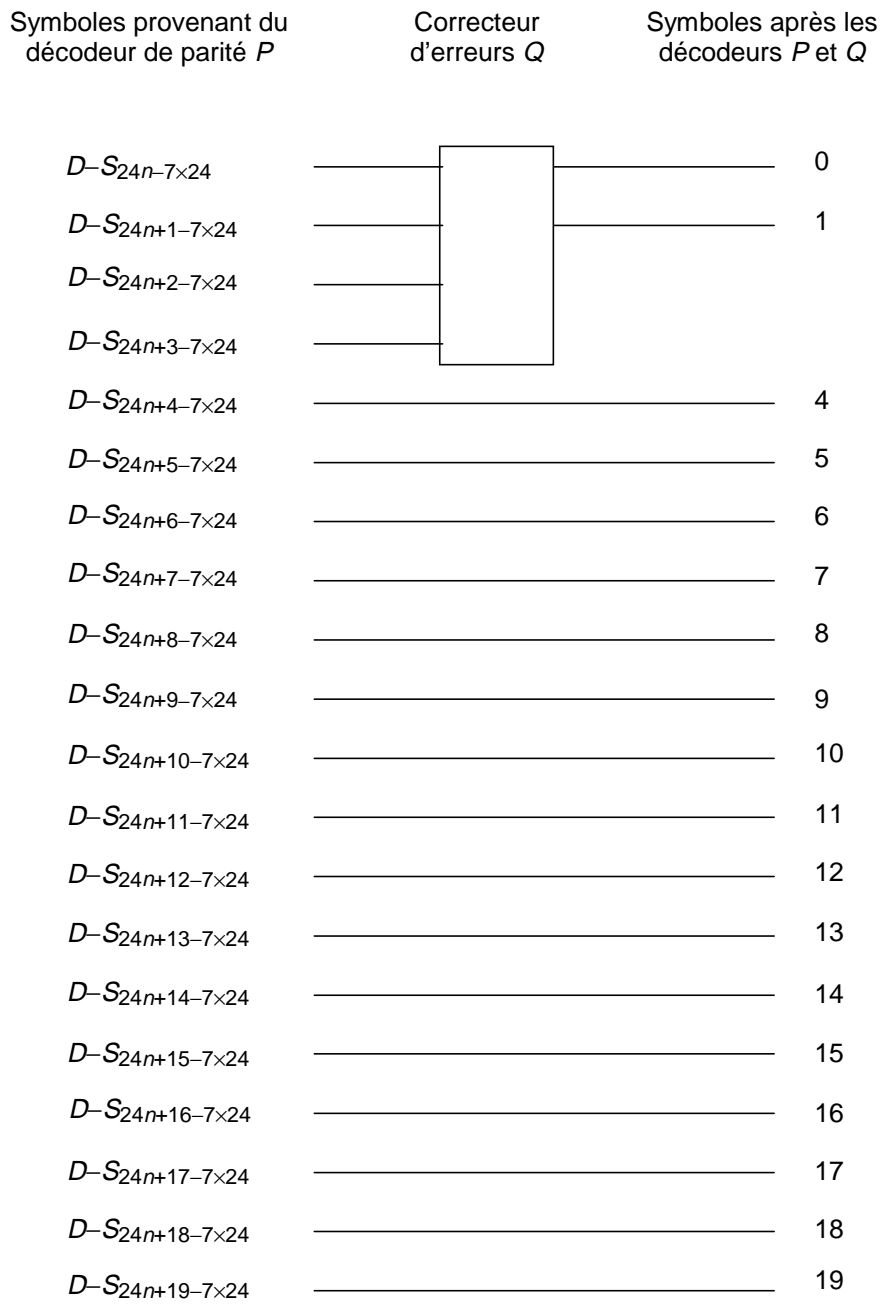 Symboles provenant du décodeur de parité P
Correcteur d'erreurs Q
Symboles après les décodeurs P et Q
D–S24n–7×24 0
D–S24n+1–7×24 1
D–S24n+2–7×24
D–S24n+3–7×24
D–S24n+4–7×24 4
D–S24n+5–7×24 5
D–S24n+6–7×24 6
D–S24n+7–7×24 7
D–S24n+8–7×24 8
D–S24n+9–7×24 9
D–S24n+10–7×24 10
D–S24n+11–7×24 11
D–S24n+12–7×24 12
D–S24n+13–7×24 13
D–S24n+14–7×24 14
D–S24n+15–7×24 15
D–S24n+16–7×24 16
D–S24n+17–7×24 17
D–S24n+18–7×24 18
D–S24n+19–7×24 19